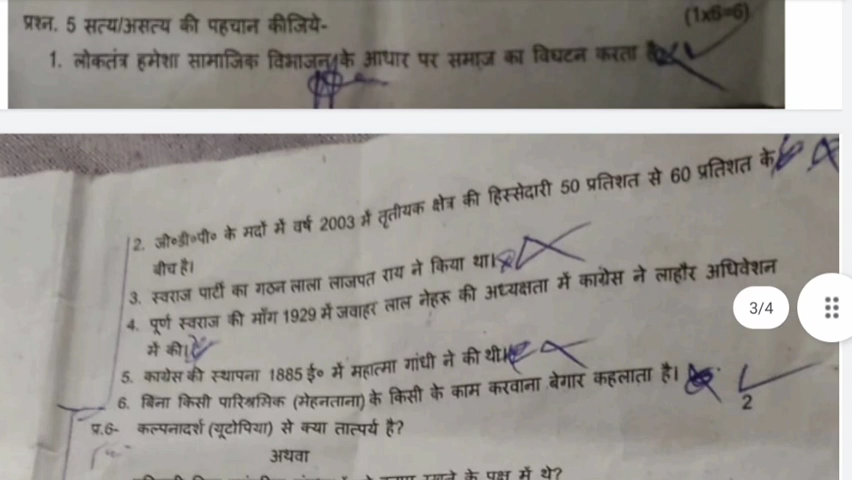 प्रश्न. 5 सत्य/असत्य की पहचान कीजिये-
(1x6=6)
1. लोकतंत्र हमेशा सामाजिक विभाजन के आधार पर समाज का विघटन करता है
2. जी०डी०पी० के मदों में वर्ष 2003 में तृतीयक क्षेत्र की हिस्सेदारी 50 प्रतिशत से 60 प्रतिशत के
बीच है।
3. स्वराज पार्टी का गठन लाला लाजपत राय ने किया था।
4. पूर्ण स्वराज की माँग 1929 में जवाहर लाल नेहरू की अध्यक्षता में कांग्रेस ने लाहौर अधिवेशन
में की।
3/4
5. कांग्रेस की स्थापना 1885 ई० में महात्मा गांधी ने की थी।
6. बिना किसी पारिश्रमिक (मेहनताना) के किसी के काम करवाना बेगार कहलाता है।
2
प्र.6- कल्पनादर्श (यूटोपिया) से क्या तात्पर्य है?
अथवा
के पक्ष में थे?